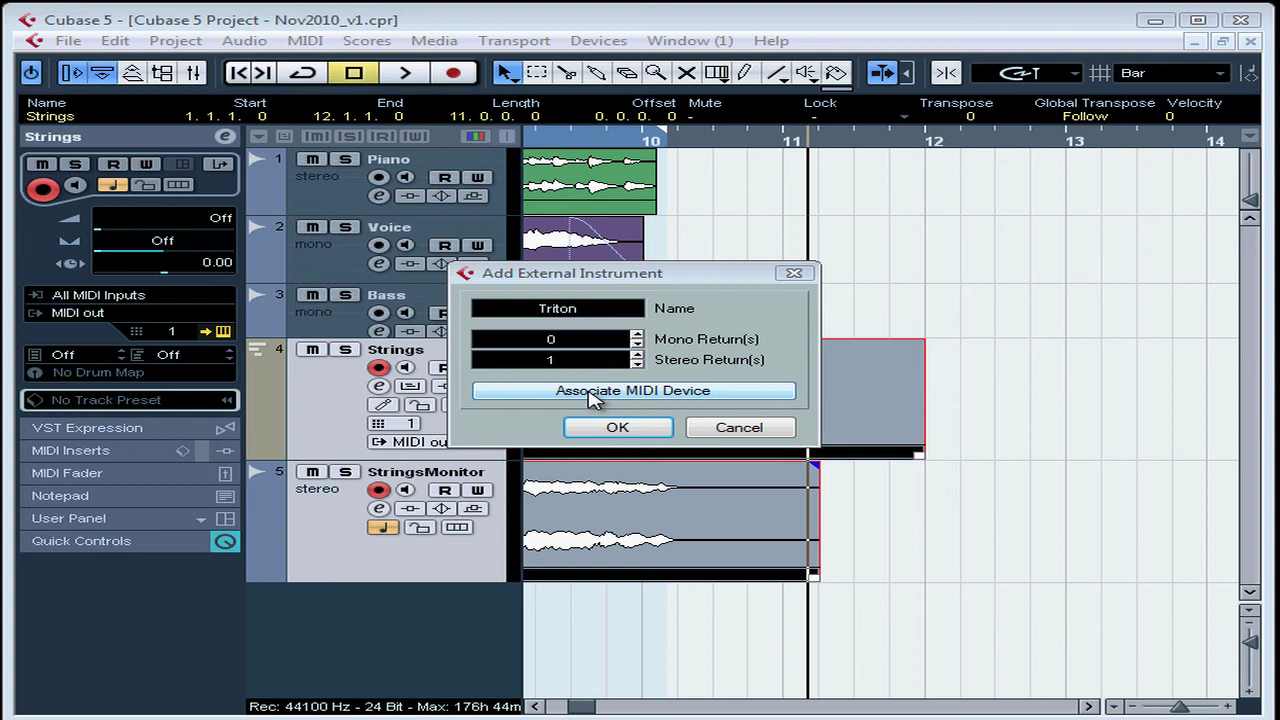 Cubase 5 - [Cubase 5 Project - Nov2010_v1.cpr]
File Edit Project Audio MIDI Scores Media Transport Devices Window (1) Help
Bar
Name Start End Length Offset Mute Lock Transpose Global Transpose Velocity
Strings 1. 1. 1. 0 12. 1. 1. 0 11. 0. 0. 0 0. 0. 0. 0 - - 0 Follow 0
Strings e
m S R W
Off
Off
0.00
All MIDI Inputs
MIDI out
1
Off Off
No Drum Map
No Track Preset
VST Expression
MIDI Inserts
MIDI Fader
Notepad
User Panel
Quick Controls
10 11 12 13 14
1 m S Piano
stereo R W
e
2 m S Voice
mono R W
e
3 m S Bass
mono
4 m S Strings
e
1
MIDI ou
5 m S StringsMonitor
stereo R W
e
Add External Instrument
Triton Name
0 Mono Return(s)
1 Stereo Return(s)
Associate MIDI Device
OK Cancel
Rec: 44100 Hz - 24 Bit - Max: 176h 44m